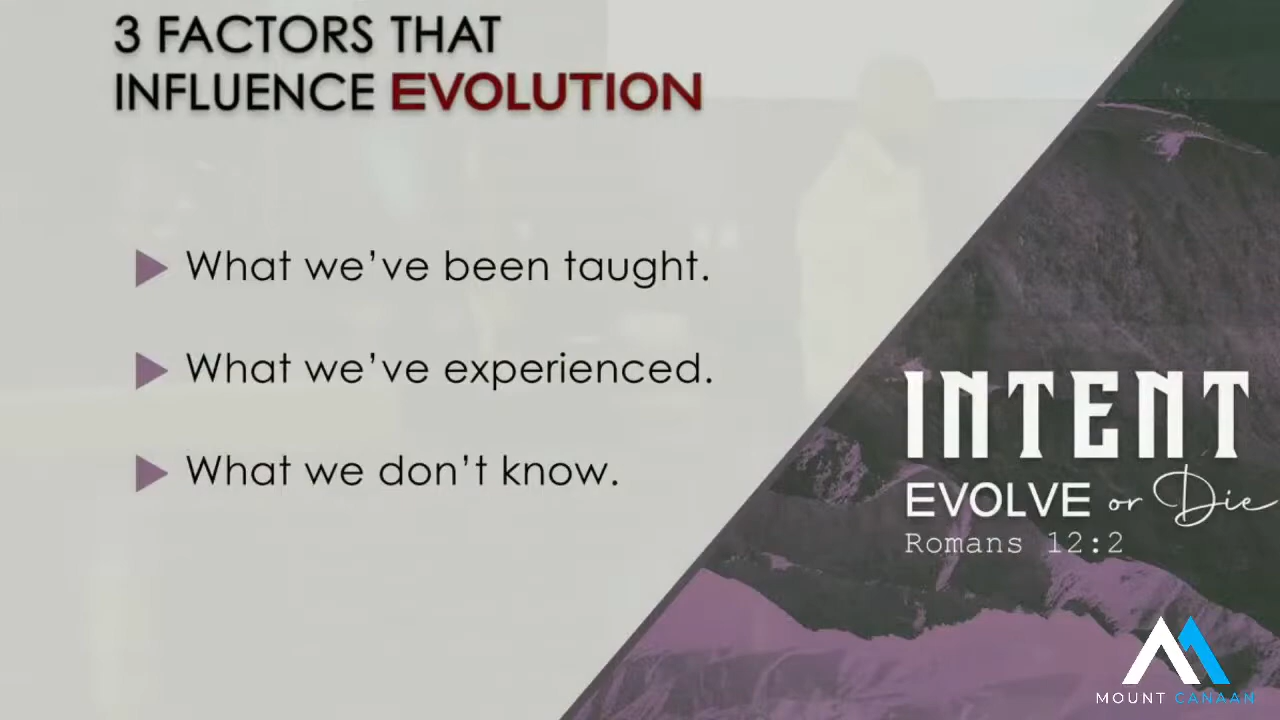 3 FACTORS THAT
INFLUENCE EVOLUTION
What we’ve been taught.
What we’ve experienced.
What we don’t know.
INTENT
EVOLVE or Die
Romans 12:2
MOUNT CANAAN